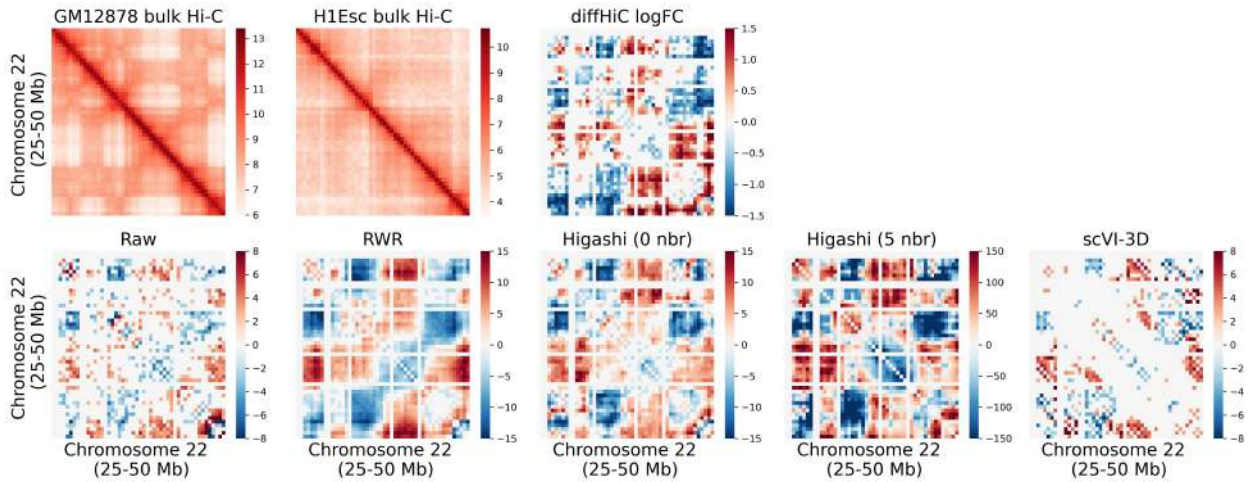 GM12878 bulk Hi-C
H1Esc bulk Hi-C
diffHiC logFC
Chromosome 22
(25-50 Mb)
13
12
11
10
9
8
7
6
10
9
8
7
6
5
4
1.5
1.0
0.5
0.0
−0.5
−1.0
−1.5
Raw
RWR
Higashi (0 nbr)
Higashi (5 nbr)
scVI-3D
Chromosome 22
(25-50 Mb)
8
6
4
2
0
−2
−4
−6
−8
15
10
5
0
−5
−10
−15
15
10
5
0
−5
−10
−15
150
100
50
0
−50
−100
−150
8
6
4
2
0
−2
−4
−6
−8
Chromosome 22
(25-50 Mb)
Chromosome 22
(25-50 Mb)
Chromosome 22
(25-50 Mb)
Chromosome 22
(25-50 Mb)
Chromosome 22
(25-50 Mb)